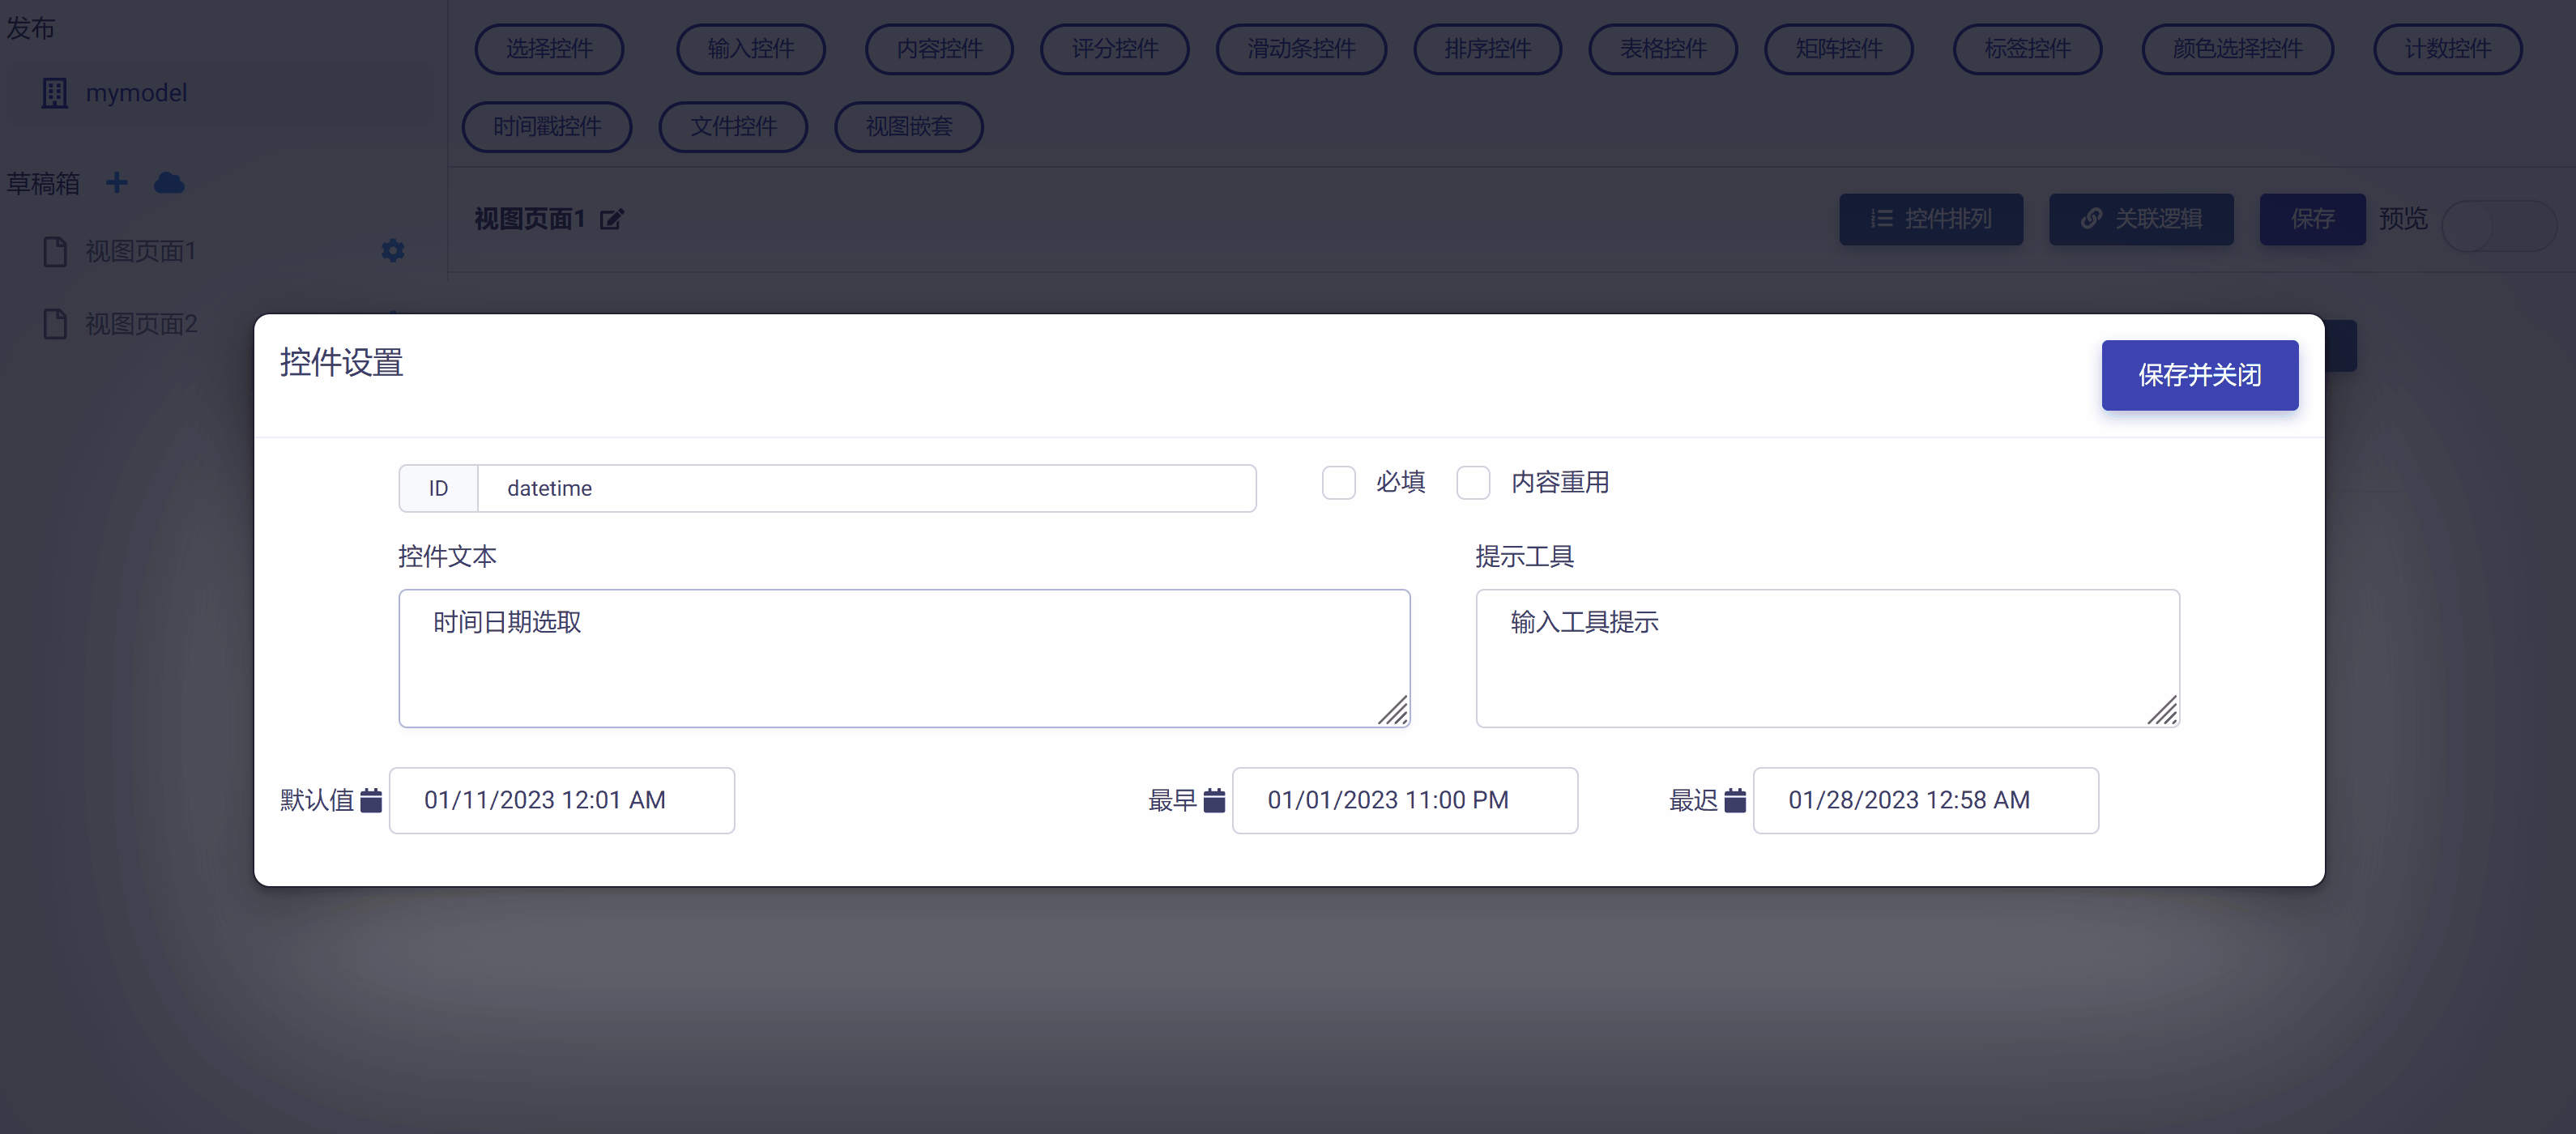 发布
mymodel
草稿箱
视图页面1
视图页面2
选择控件 输入控件 内容控件 评分控件 滑动条控件 排序控件 表格控件 矩阵控件 标签控件 颜色选择控件 计数控件
时间戳控件 文件控件 视图嵌套
视图页面1 控件排列 关联逻辑 保存 预览
控件设置 保存并关闭
ID datetime 必填 内容重用
控件文本 提示工具
时间日期选取 输入工具提示
默认值 01/11/2023 12:01 AM 最早 01/01/2023 11:00 PM 最迟 01/28/2023 12:58 AM